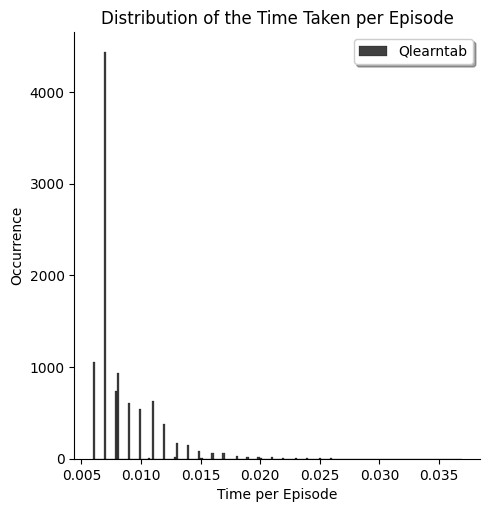 Distribution of the Time Taken per Episode
Qlearntab
4000
3000
2000
1000
0
Occurrence
0.005 0.010 0.015 0.020 0.025 0.030 0.035
Time per Episode